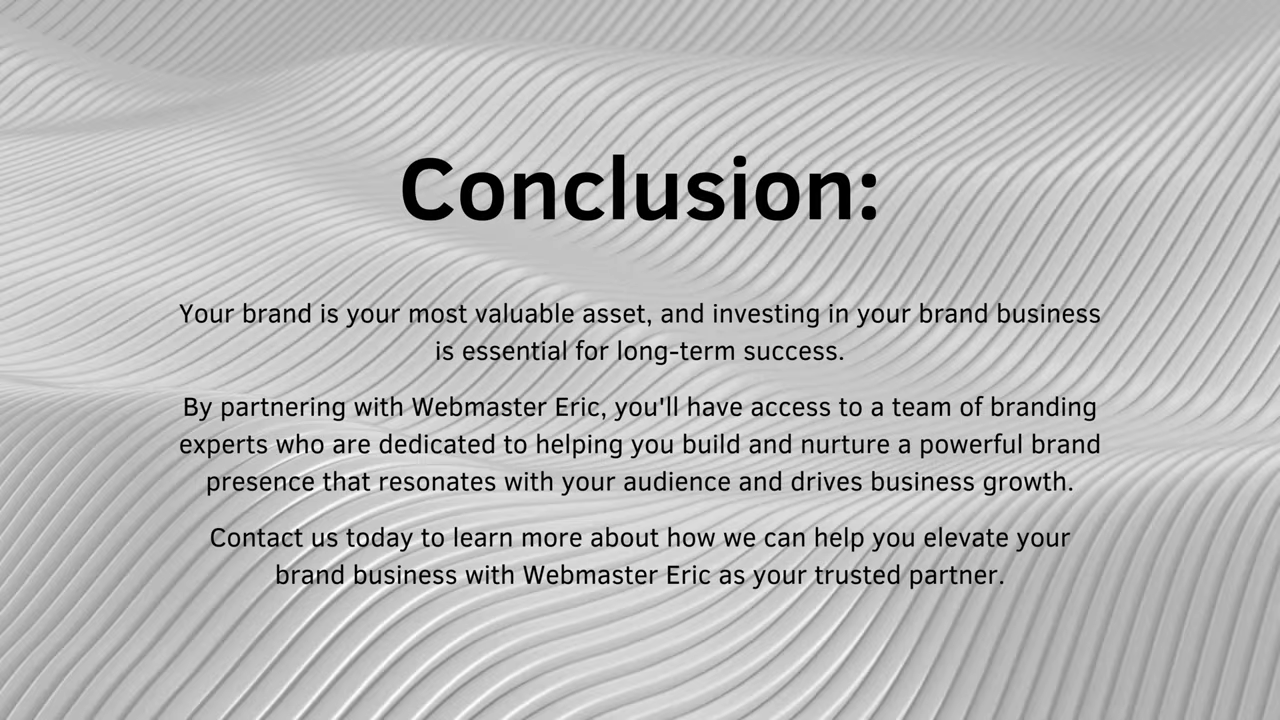 Conclusion:
Your brand is your most valuable asset, and investing in your brand business
is essential for long-term success.
By partnering with Webmaster Eric, you'll have access to a team of branding
experts who are dedicated to helping you build and nurture a powerful brand
presence that resonates with your audience and drives business growth.
Contact us today to learn more about how we can help you elevate your
brand business with Webmaster Eric as your trusted partner.